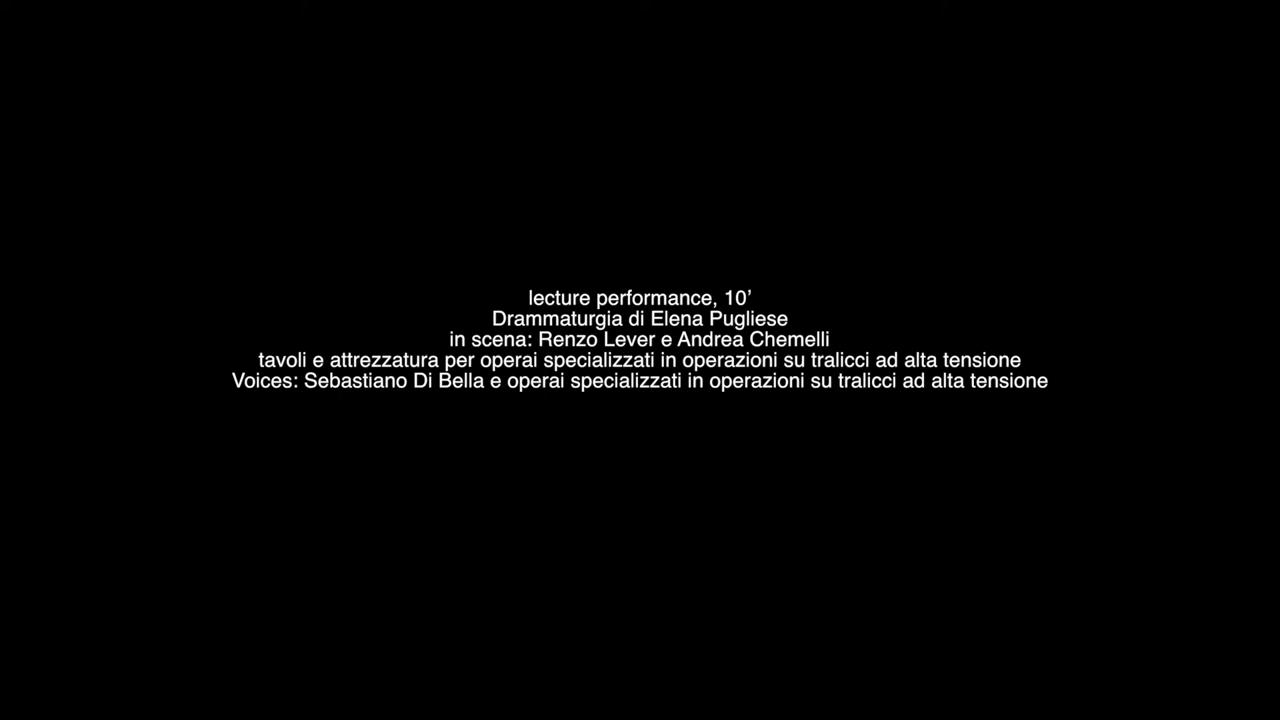 lecture performance, 10’
Drammaturgia di Elena Pugliese
in scena: Renzo Lever e Andrea Chemelli
tavoli e attrezzatura per operai specializzati in operazioni su tralicci ad alta tensione
Voices: Sebastiano Di Bella e operai specializzati in operazioni su tralicci ad alta tensione